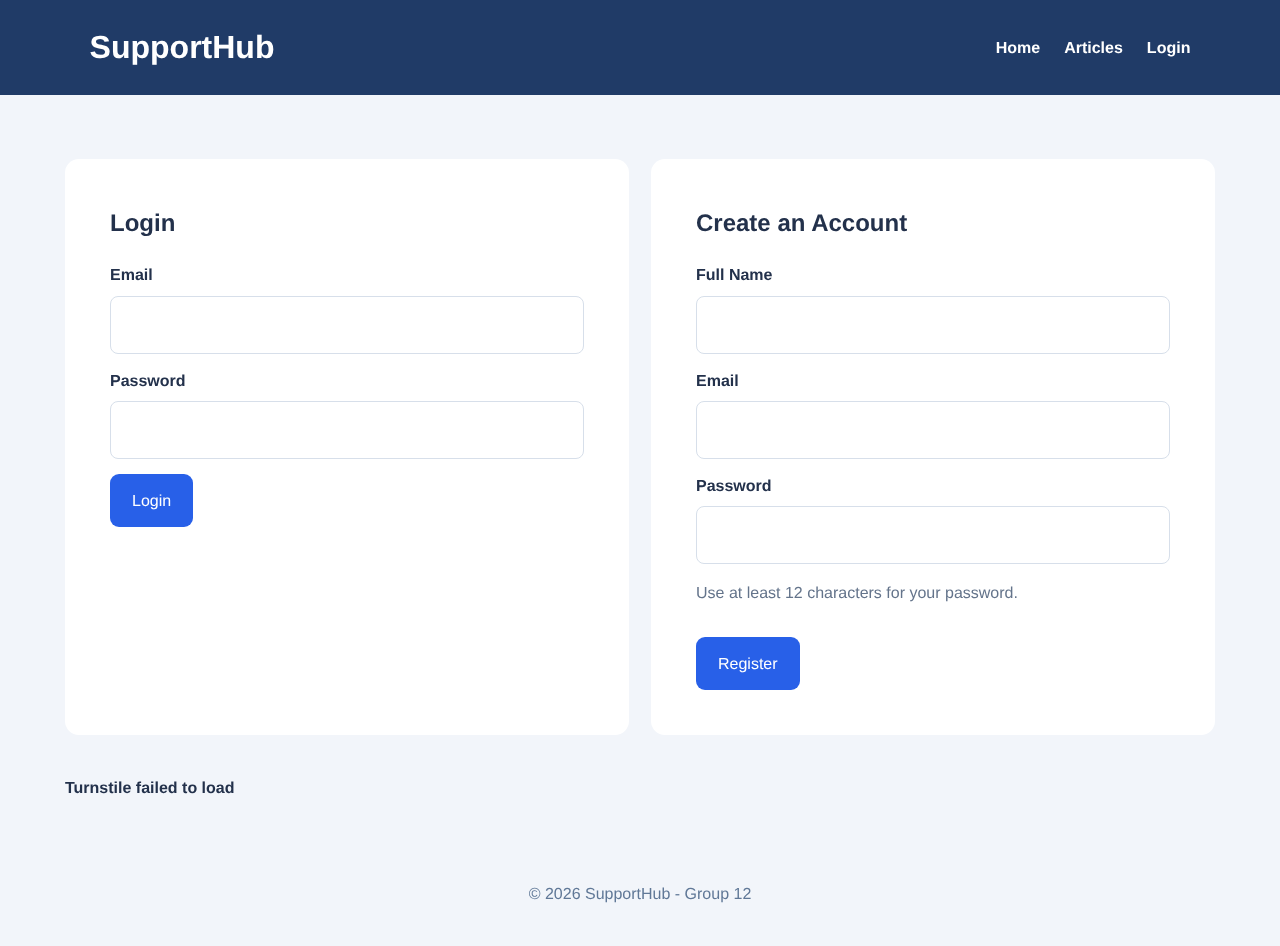 SupportHub
Home Articles Login
Login
Email
Password
Login
Create an Account
Full Name
Email
Password
Use at least 12 characters for your password.
Register
Turnstile failed to load
© 2026 SupportHub - Group 12